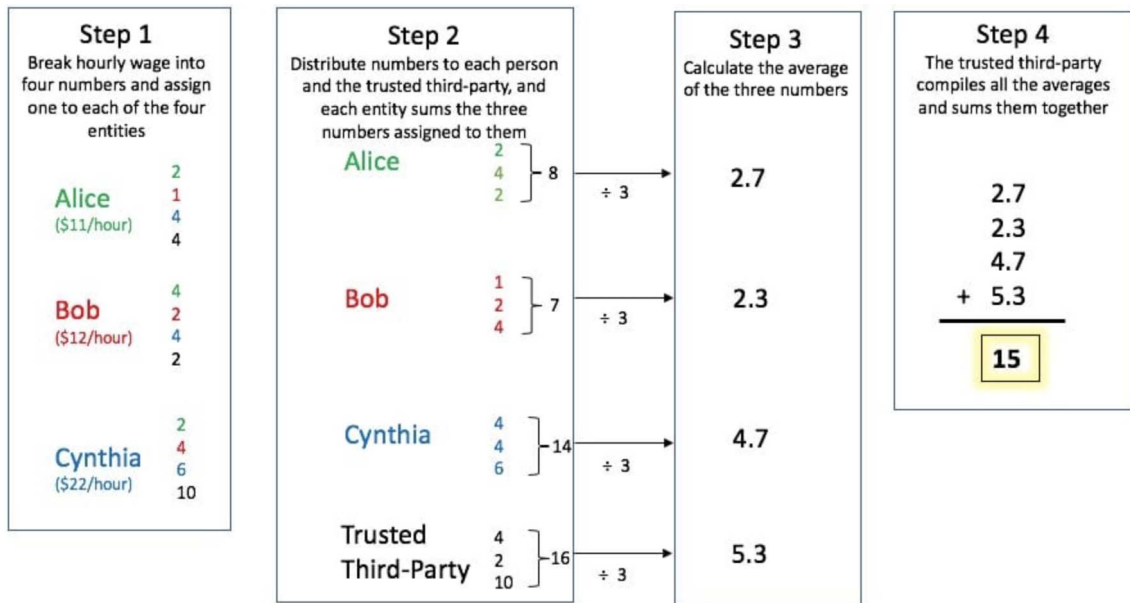 Step 1
Break hourly wage into
four numbers and assign
one to each of the four
entities
2
Alice
1
($11/hour)
4
4
4
Bob
2
($12/hour)
4
2
2
Cynthia
4
($22/hour)
6
10
Step 2
Distribute numbers to each person
and the trusted third-party, and
each entity sums the three
numbers assigned to them
Alice
2
4
2
8
÷ 3
Bob
1
2
4
7
÷ 3
Cynthia
4
4
6
14
÷ 3
Trusted
Third-Party
4
2
10
16
÷ 3
Step 3
Calculate the average
of the three numbers
2.7
2.3
4.7
5.3
Step 4
The trusted third-party
compiles all the averages
and sums them together
2.7
2.3
4.7
+ 5.3
15